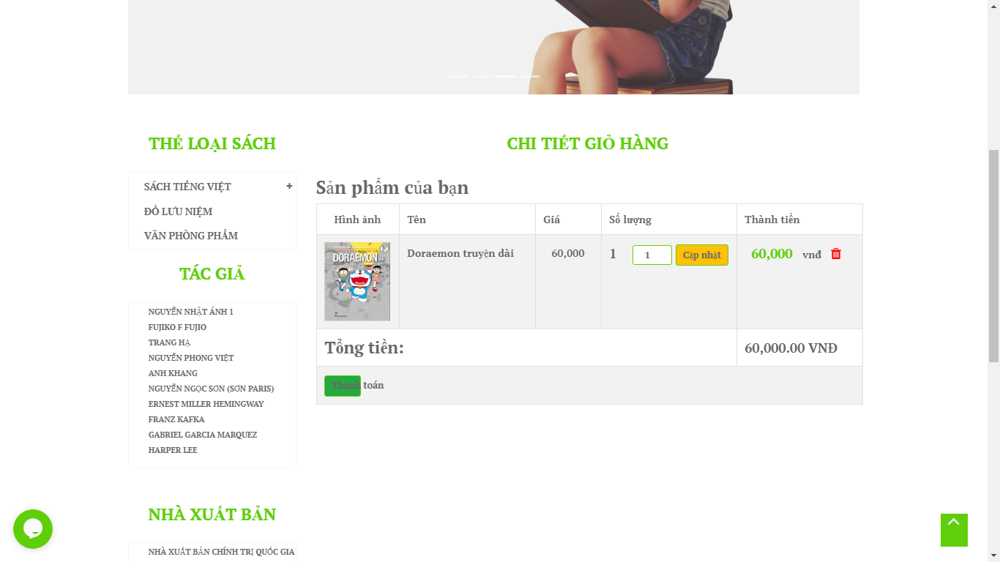 THỂ LOẠI SÁCH
SÁCH TIẾNG VIỆT +
ĐỒ LƯU NIỆM
VĂN PHÒNG PHẨM
TÁC GIẢ
NGUYỄN NHẬT ÁNH 1
FUJIKO F FUJIO
TRANG HẠ
NGUYỄN PHONG VIỆT
ANH KHANG
NGUYỄN NGỌC SƠN (SƠN PARIS)
ERNEST MILLER HEMINGWAY
FRANZ KAFKA
GABRIEL GARCIA MARQUEZ
HARPER LEE
NHÀ XUẤT BẢN
NHÀ XUẤT BẢN CHÍNH TRỊ QUỐC GIA
CHI TIẾT GIỎ HÀNG
Sản phẩm của bạn
Hình ảnh Tên Giá Số lượng Thành tiền
DORAEMON
Doraemon truyện dài 60,000 1 1 Cập nhật 60,000 vnđ
Tổng tiền: 60,000.00 VNĐ
Thanh toán